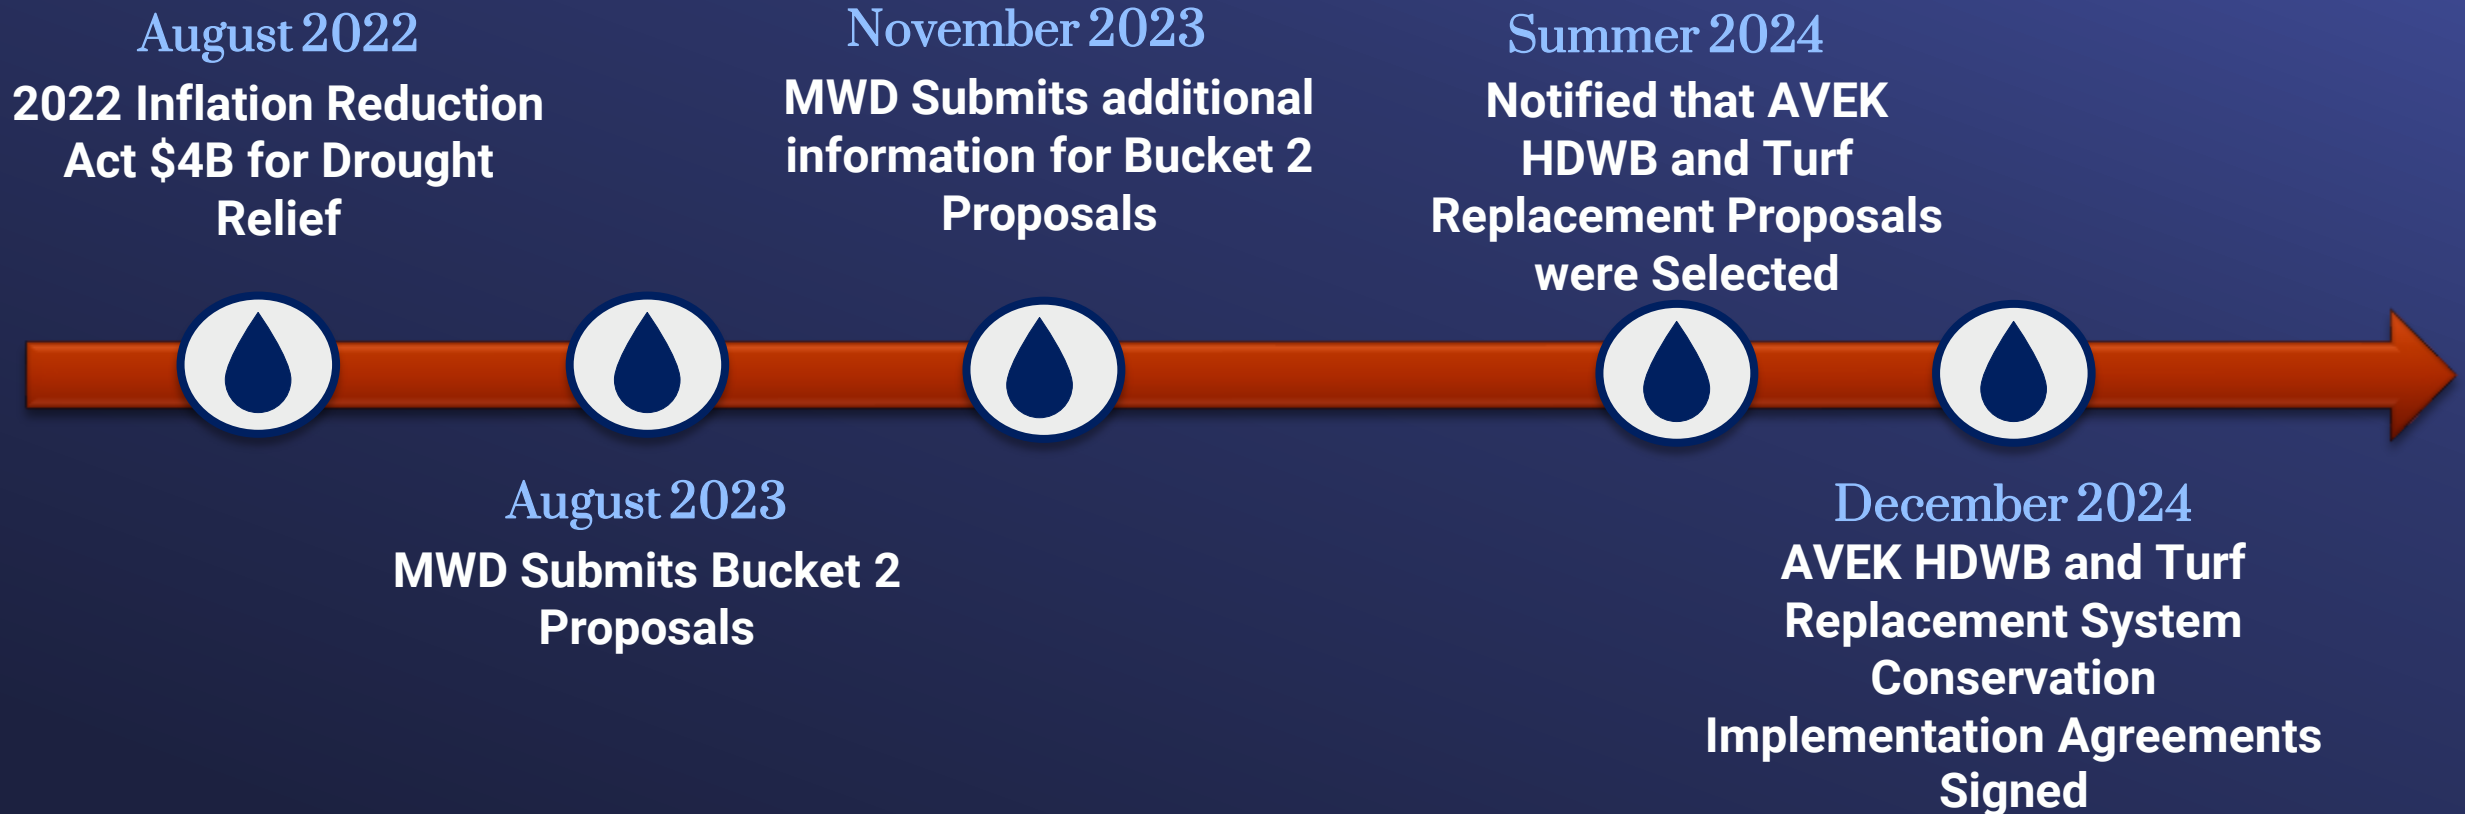 August 2022
2022 Inflation Reduction
Act $4B for Drought
Relief
August 2023
MWD Submits Bucket 2
Proposals
November 2023
MWD Submits additional
information for Bucket 2
Proposals
Summer 2024
Notified that AVEK
HDWB and Turf
Replacement Proposals
were Selected
December 2024
AVEK HDWB and Turf
Replacement System
Conservation
Implementation Agreements
Signed